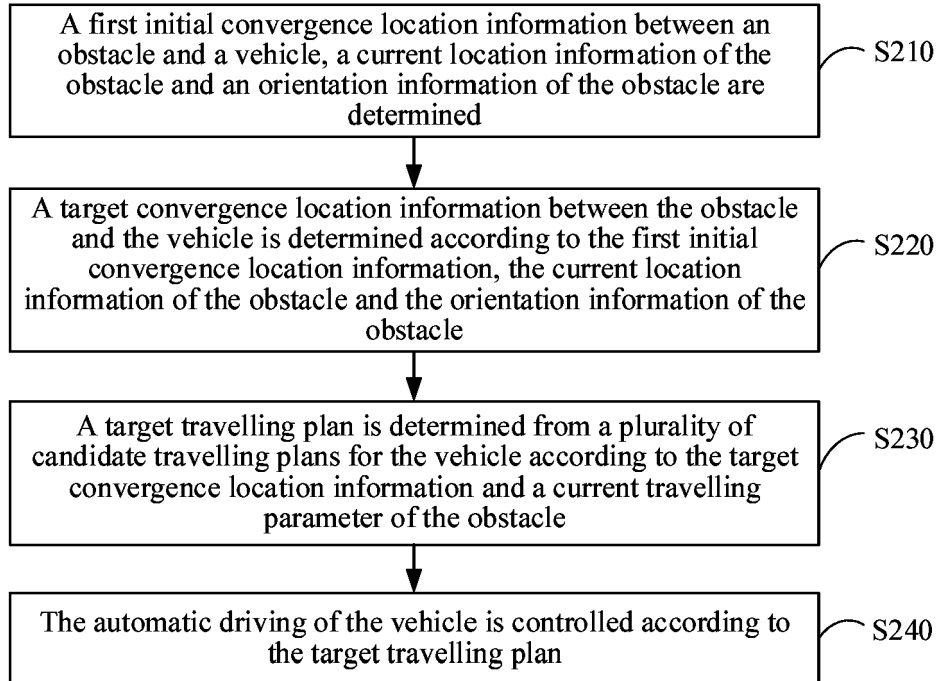 A first initial convergence location information between an
obstacle and a vehicle, a current location information of the
obstacle and an orientation information of the obstacle are
determined
S210
A target convergence location information between the obstacle
and the vehicle is determined according to the first initial
convergence location information, the current location
information of the obstacle and the orientation information of the
obstacle
S220
A target travelling plan is determined from a plurality of
candidate travelling plans for the vehicle according to the target
convergence location information and a current travelling
parameter of the obstacle
S230
The automatic driving of the vehicle is controlled according to
the target travelling plan
S240